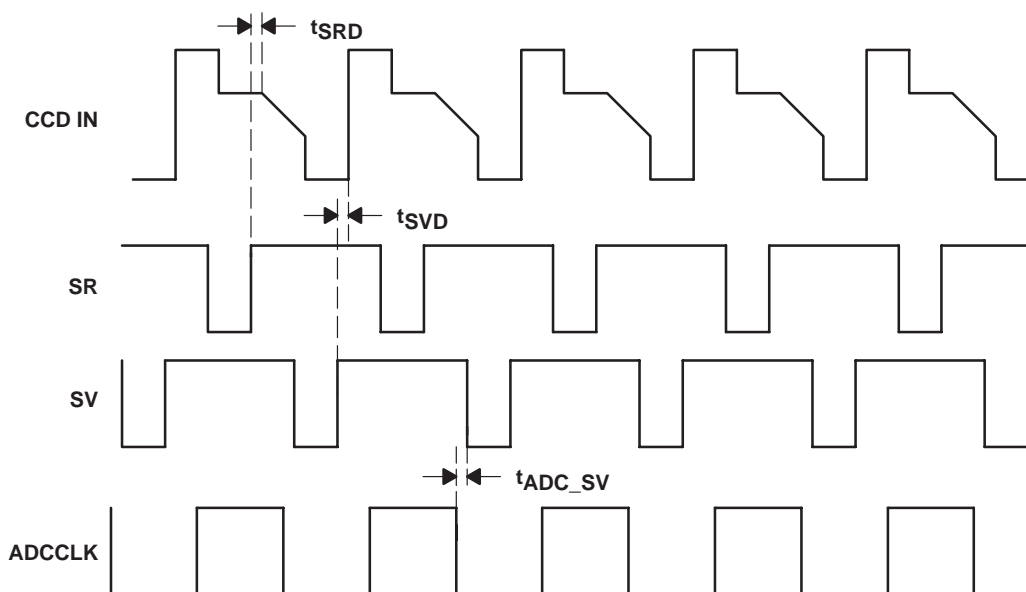 tSRD
CCD IN
tSVD
SR
SV
tADC_SV
ADCCLK